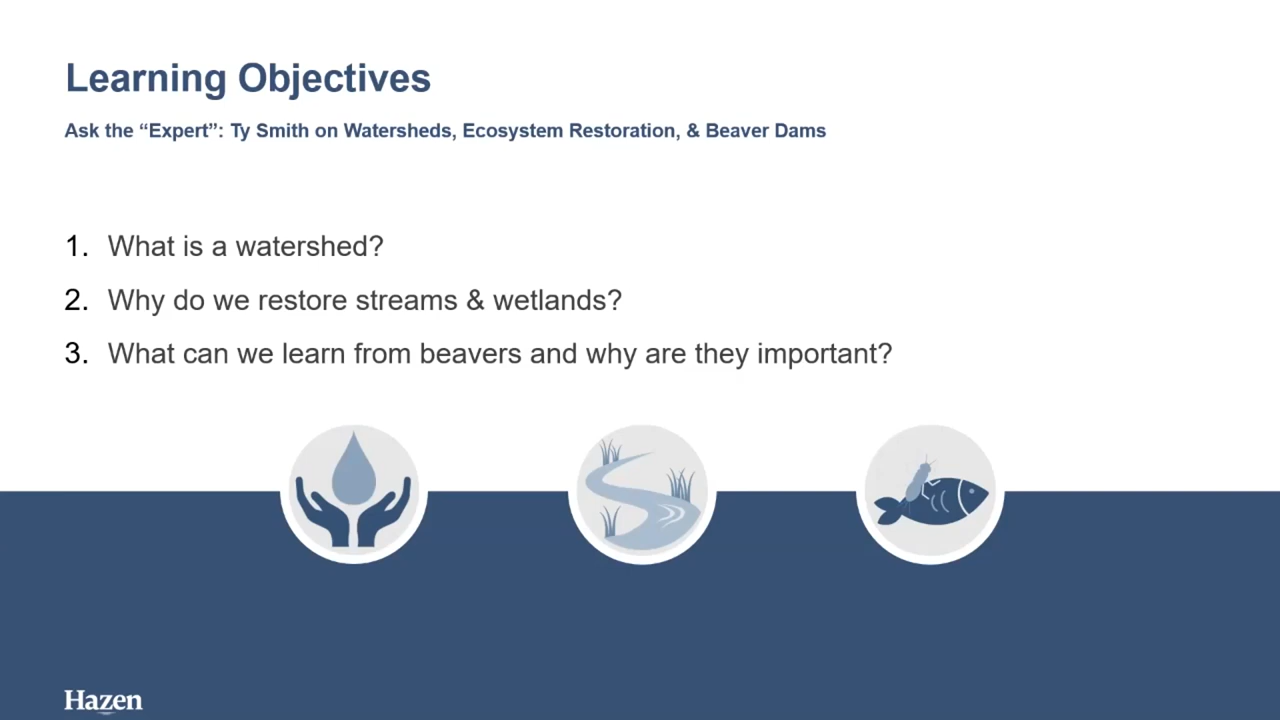 Learning Objectives
Ask the “Expert”: Ty Smith on Watersheds, Ecosystem Restoration, & Beaver Dams
1. What is a watershed?
2. Why do we restore streams & wetlands?
3. What can we learn from beavers and why are they important?
Hazen